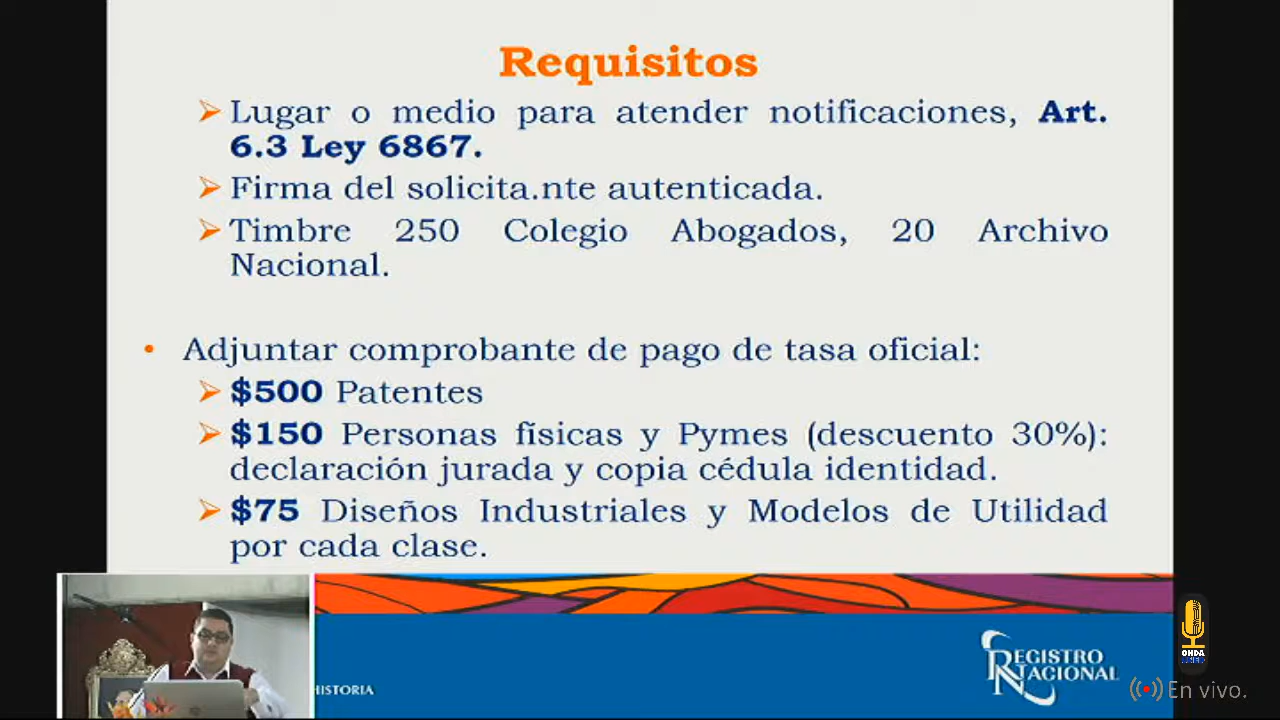 Requisitos
Lugar o medio para atender notificaciones, Art.
6.3 Ley 6867.
Firma del solicita.nte autenticada.
Timbre 250 Colegio Abogados, 20 Archivo
Nacional.
Adjuntar comprobante de pago de tasa oficial:
$500 Patentes
$150 Personas físicas y Pymes (descuento 30%):
declaración jurada y copia cédula identidad.
$75 Diseños Industriales y Modelos de Utilidad
por cada clase.
HISTORIA
REGISTRO
NACIONAL
ONDA
En vivo.